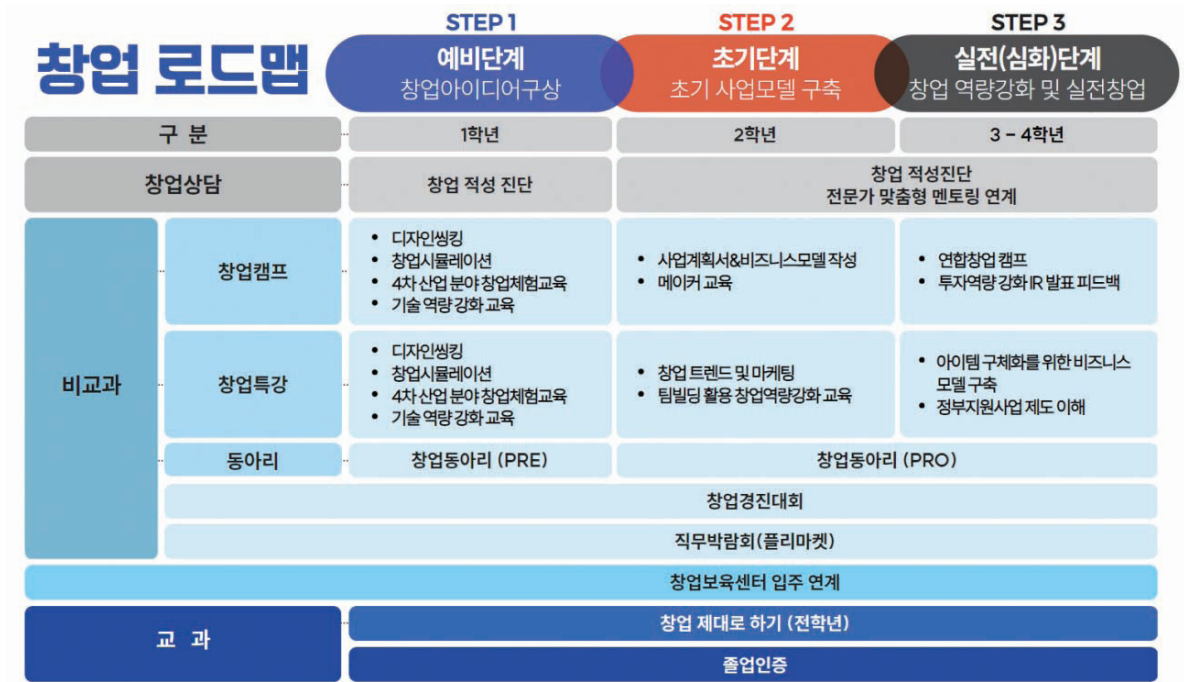 창업 로드맵
STEP 1
예비단계
창업아이디어구상
STEP 2
초기단계
초기 사업모델 구축
STEP 3
실전(심화)단계
창업 역량강화 및 실전창업
구 분
1학년
2학년
3 - 4학년
창업상담
창업 적성 진단
창업 적성진단
전문가 맞춤형 멘토링 연계
비교과
창업캠프
• 디자인씽킹
• 창업시뮬레이션
• 4차 산업 분야 창업체험교육
• 기술 역량 강화 교육
• 사업계획서&비즈니스모델 작성
• 메이커 교육
• 연합창업 캠프
• 투자역량 강화 IR 발표 피드백
창업특강
• 디자인씽킹
• 창업시뮬레이션
• 4차 산업 분야 창업체험교육
• 기술 역량 강화 교육
• 창업 트렌드 및 마케팅
• 팀빌딩 활용 창업역량강화 교육
• 아이템 구체화를 위한 비즈니스
모델 구축
• 정부지원사업 제도 이해
동아리
창업동아리 (PRE)
창업동아리 (PRO)
창업경진대회
직무박람회(플리마켓)
창업보육센터 입주 연계
교 과
창업 제대로 하기 (전학년)
졸업인증